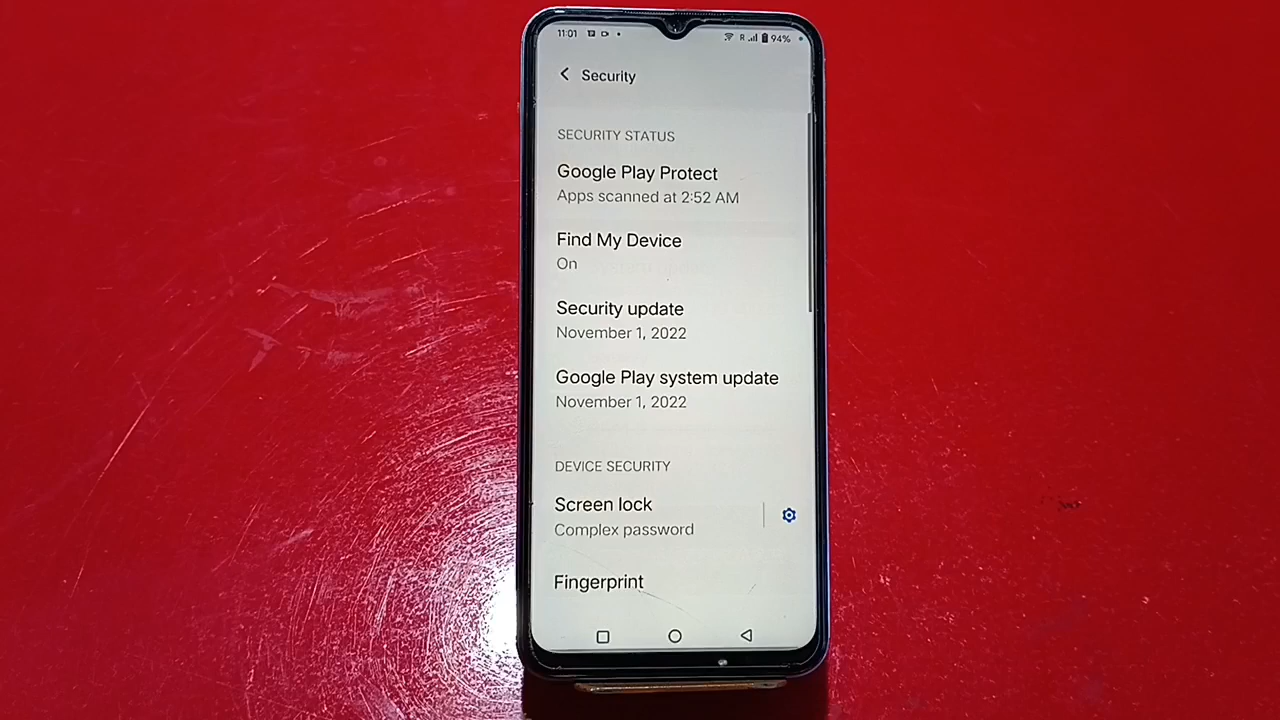 11:01 R 94%
Security
SECURITY STATUS
Google Play Protect
Apps scanned at 2:52 AM
Find My Device
On
Security update
November 1, 2022
Google Play system update
November 1, 2022
DEVICE SECURITY
Screen lock
Complex password
Fingerprint